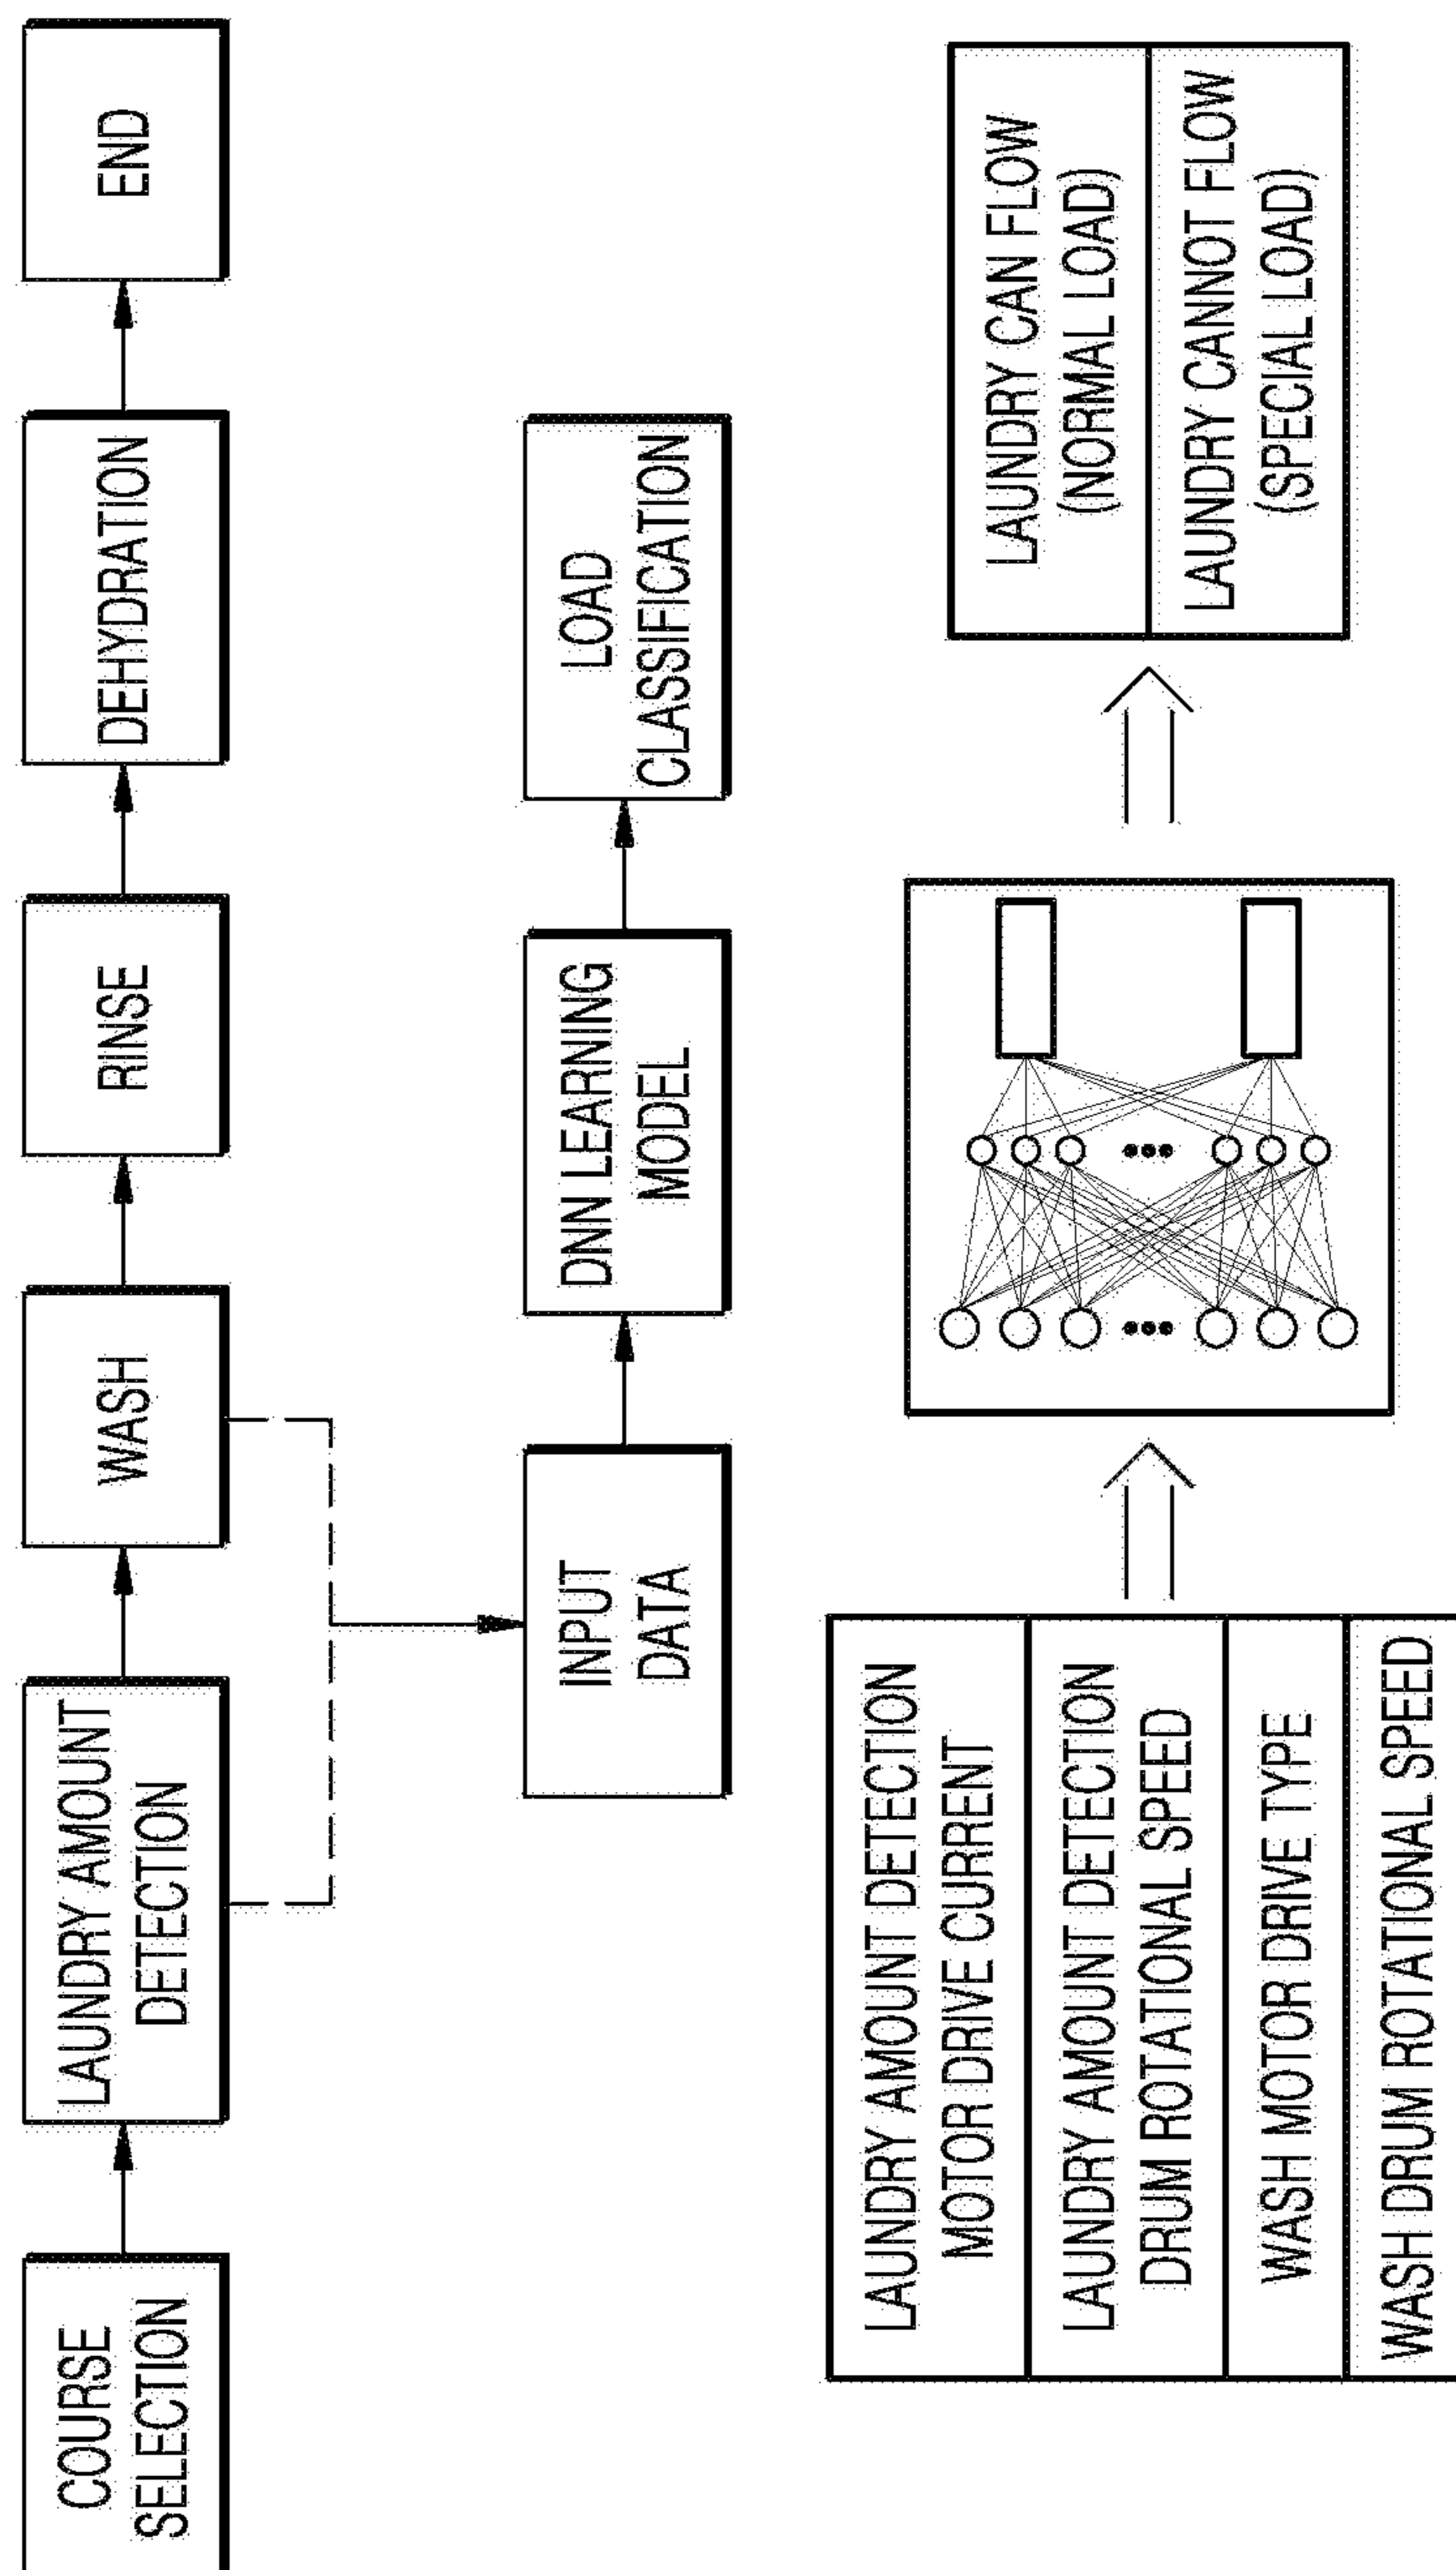 COURSE
SELECTION
LAUNDRY AMOUNT
DETECTION
WASH
RINSE
DEHYDRATION
END
INPUT
DATA
DNN LEARNING
MODEL
LOAD
CLASSIFICATION
LAUNDRY AMOUNT DETECTION
MOTOR DRIVE CURRENT
LAUNDRY AMOUNT DETECTION
DRUM ROTATIONAL SPEED
WASH MOTOR DRIVE TYPE
WASH DRUM ROTATIONAL SPEED
LAUNDRY CAN FLOW
(NORMAL LOAD)
LAUNDRY CANNOT FLOW
(SPECIAL LOAD)